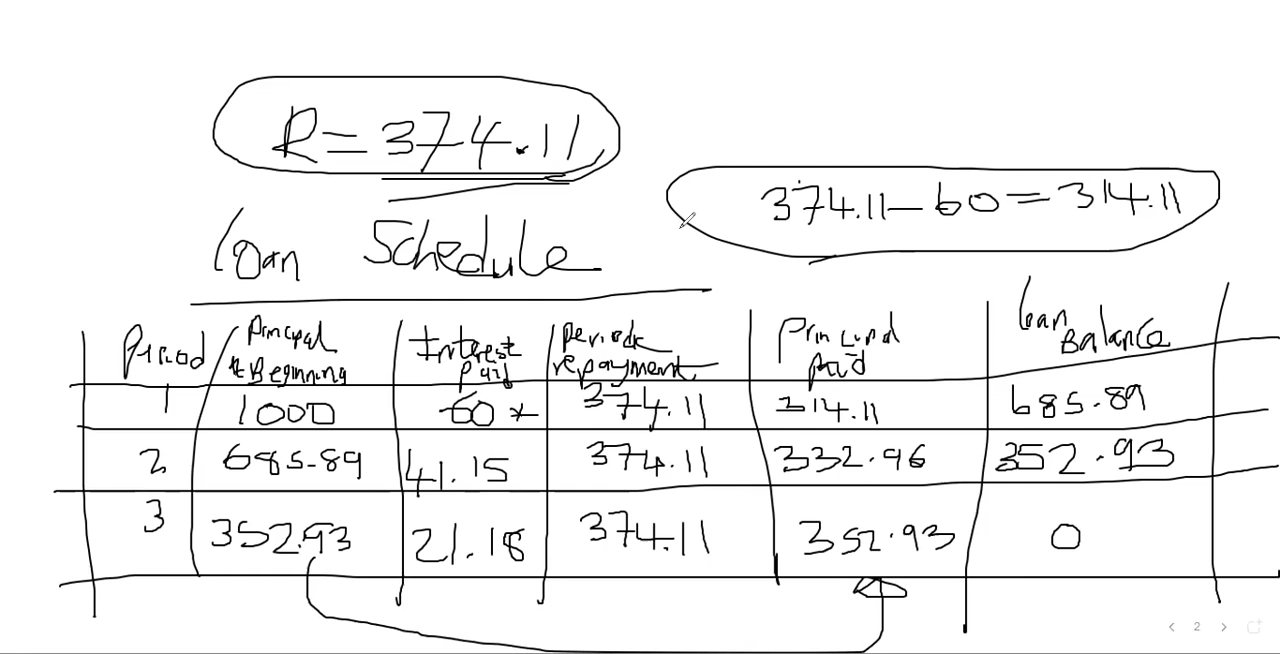 R = 374.11
374.11 - 60 = 314.11
Loan Schedule
Period Principal At Beginning Interest paid Periodic repayment Principal paid Loan Balance
1 1000 60 * 374.11 314.11 685.89
2 685.89 41.15 374.11 332.96 352.93
3 352.93 21.18 374.11 352.93 0
2